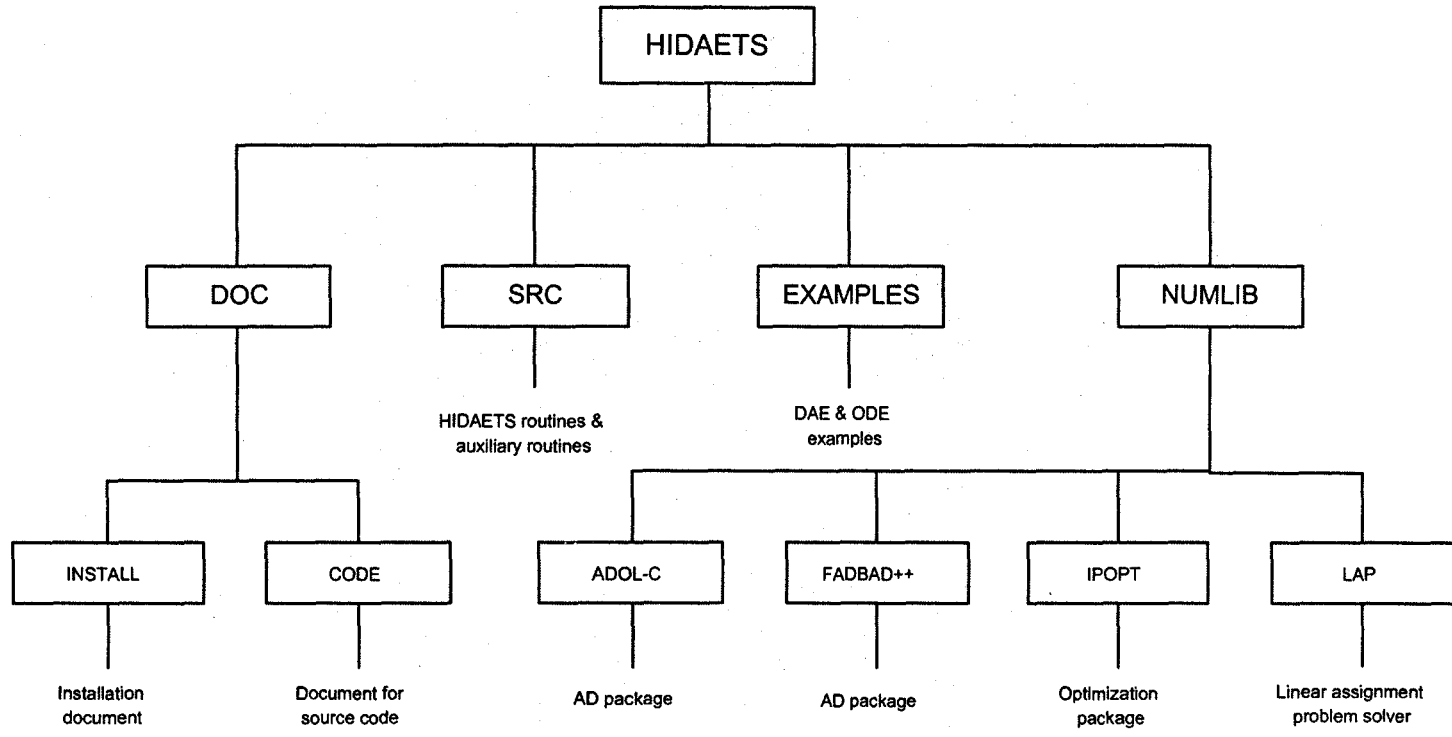 HIDAETS
DOC
SRC
EXAMPLES
NUMLIB
HIDAETS routines &
auxiliary routines
DAE & ODE
examples
INSTALL
CODE
ADOL-C
FADBAD++
IPOPT
LAP
Installation
document
Document for
source code
AD package
AD package
Optimization
package
Linear assignment
problem solver